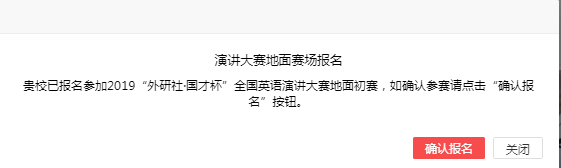 演讲大赛地面赛场报名
贵校已报名参加2019“外研社·国才杯”全国英语演讲大赛地面初赛，如确认参赛请点击“确认报
名”按钮。
确认报名
关闭